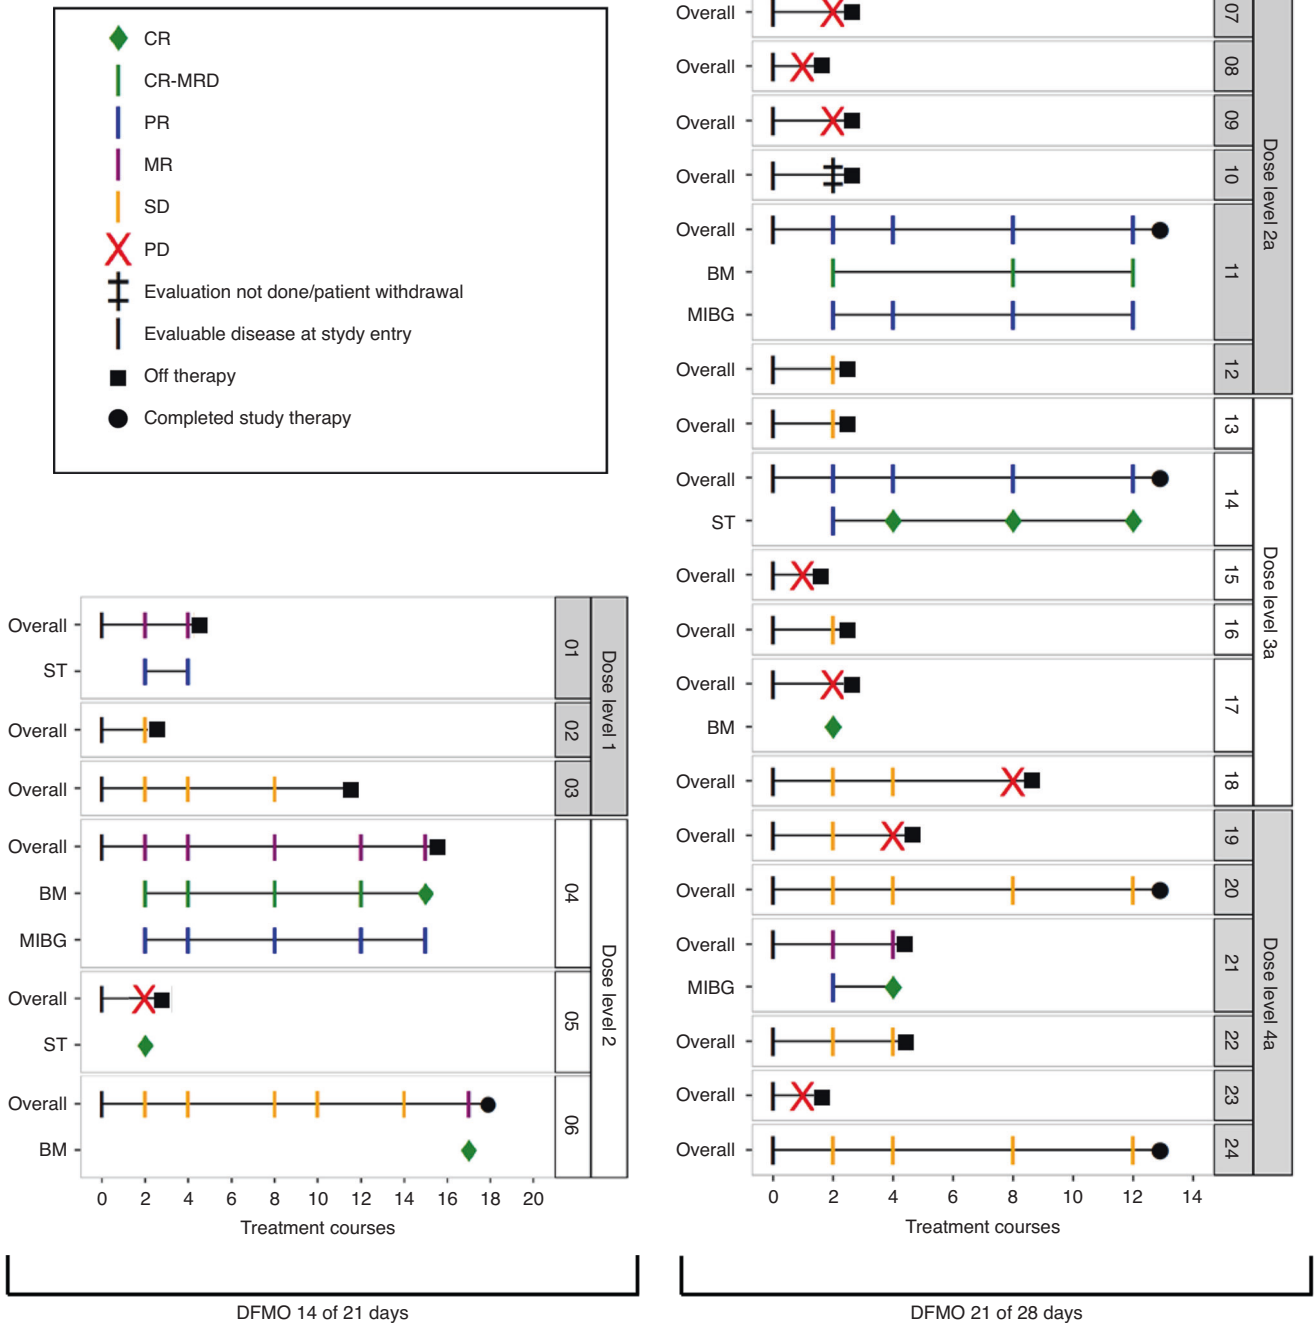 CR
CR-MRD
PR
MR
SD
PD
Evaluation not done/patient withdrawal
Evaluable disease at stydy entry
Off therapy
Completed study therapy
Overall
ST
01
Overall
02
Overall
03
Dose level 1
Overall
BM
MIBG
04
Overall
ST
05
Overall
BM
06
Dose level 2
0 2 4 6 8 10 12 14 16 18 20
Treatment courses
DFMO 14 of 21 days
Overall
07
Overall
08
Overall
09
Overall
10
Overall
BM
MIBG
11
Overall
12
Dose level 2a
Overall
13
Overall
ST
14
Overall
15
Overall
16
Overall
BM
17
Overall
18
Dose level 3a
Overall
19
Overall
20
Overall
MIBG
21
Overall
22
Overall
23
Overall
24
Dose level 4a
0 2 4 6 8 10 12 14
Treatment courses
DFMO 21 of 28 days